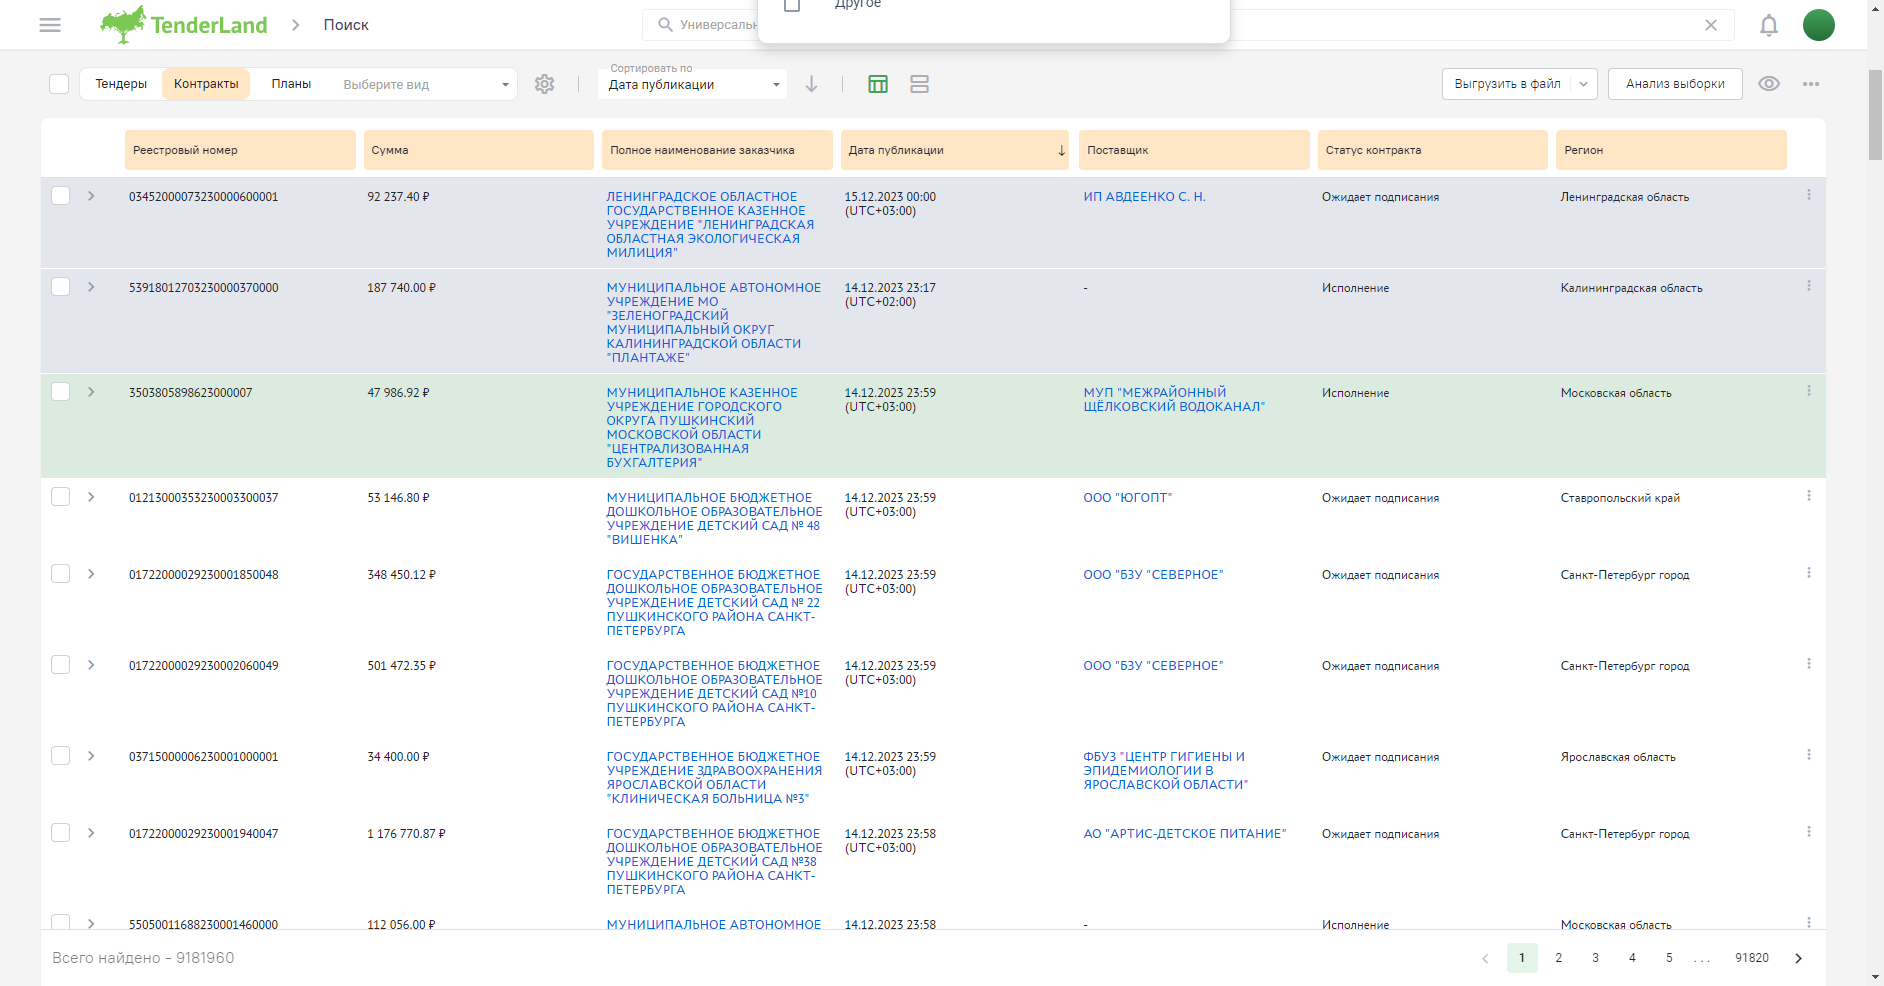 Другое
TenderLand
Поиск
Универсальн
Тендеры
Контракты
Планы
Выберите вид
Сортировать по
Дата публикации
Выгрузить в файл
Анализ выборки
Реестровый номер
Сумма
Полное наименование заказчика
Дата публикации
Поставщик
Статус контракта
Регион
03452000073230000600001
92 237.40 ₽
ЛЕНИНГРАДСКОЕ ОБЛАСТНОЕ
ГОСУДАРСТВЕННОЕ КАЗЕННОЕ
УЧРЕЖДЕНИЕ "ЛЕНИНГРАДСКАЯ
ОБЛАСТНАЯ ЭКОЛОГИЧЕСКАЯ
МИЛИЦИЯ"
15.12.2023 00:00
(UTC+03:00)
ИП АВДЕЕНКО С. Н.
Ожидает подписания
Ленинградская область
53918012703230000370000
187 740.00 ₽
МУНИЦИПАЛЬНОЕ АВТОНОМНОЕ
УЧРЕЖДЕНИЕ МО
"ЗЕЛЕНОГРАДСКИЙ
МУНИЦИПАЛЬНЫЙ ОКРУГ
КАЛИНИНГРАДСКОЙ ОБЛАСТИ
"ПЛАНТАЖЕ"
14.12.2023 23:17
(UTC+02:00)
-
Исполнение
Калининградская область
3503805898623000007
47 986.92 ₽
МУНИЦИПАЛЬНОЕ КАЗЕННОЕ
УЧРЕЖДЕНИЕ ГОРОДСКОГО
ОКРУГА ПУШКИНСКИЙ
МОСКОВСКОЙ ОБЛАСТИ
"ЦЕНТРАЛИЗОВАННАЯ
БУХГАЛТЕРИЯ"
14.12.2023 23:59
(UTC+03:00)
МУП "МЕЖРАЙОННЫЙ
ЩЁЛКОВСКИЙ ВОДОКАНАЛ"
Исполнение
Московская область
01213000353230003300037
53 146.80 ₽
МУНИЦИПАЛЬНОЕ БЮДЖЕТНОЕ
ДОШКОЛЬНОЕ ОБРАЗОВАТЕЛЬНОЕ
УЧРЕЖДЕНИЕ ДЕТСКИЙ САД № 48
"ВИШЕНКА"
14.12.2023 23:59
(UTC+03:00)
ООО "ЮГОПТ"
Ожидает подписания
Ставропольский край
01722000029230001850048
348 450.12 ₽
ГОСУДАРСТВЕННОЕ БЮДЖЕТНОЕ
ДОШКОЛЬНОЕ ОБРАЗОВАТЕЛЬНОЕ
УЧРЕЖДЕНИЕ ДЕТСКИЙ САД № 22
ПУШКИНСКОГО РАЙОНА САНКТ-
ПЕТЕРБУРГА
14.12.2023 23:59
(UTC+03:00)
ООО "БЗУ "СЕВЕРНОЕ"
Ожидает подписания
Санкт-Петербург город
01722000029230002060049
501 472.35 ₽
ГОСУДАРСТВЕННОЕ БЮДЖЕТНОЕ
ДОШКОЛЬНОЕ ОБРАЗОВАТЕЛЬНОЕ
УЧРЕЖДЕНИЕ ДЕТСКИЙ САД №10
ПУШКИНСКОГО РАЙОНА САНКТ-
ПЕТЕРБУРГА
14.12.2023 23:59
(UTC+03:00)
ООО "БЗУ "СЕВЕРНОЕ"
Ожидает подписания
Санкт-Петербург город
03715000006230001000001
34 400.00 ₽
ГОСУДАРСТВЕННОЕ БЮДЖЕТНОЕ
УЧРЕЖДЕНИЕ ЗДРАВООХРАНЕНИЯ
ЯРОСЛАВСКОЙ ОБЛАСТИ
"КЛИНИЧЕСКАЯ БОЛЬНИЦА №3"
14.12.2023 23:59
(UTC+03:00)
ФБУЗ "ЦЕНТР ГИГИЕНЫ И
ЭПИДЕМИОЛОГИИ В
ЯРОСЛАВСКОЙ ОБЛАСТИ"
Ожидает подписания
Ярославская область
01722000029230001940047
1 176 770.87 ₽
ГОСУДАРСТВЕННОЕ БЮДЖЕТНОЕ
ДОШКОЛЬНОЕ ОБРАЗОВАТЕЛЬНОЕ
УЧРЕЖДЕНИЕ ДЕТСКИЙ САД №38
ПУШКИНСКОГО РАЙОНА САНКТ-
ПЕТЕРБУРГА
14.12.2023 23:58
(UTC+03:00)
АО "АРТИС-ДЕТСКОЕ ПИТАНИЕ"
Ожидает подписания
Санкт-Петербург город
55050011688230001460000
112 056.00 ₽
МУНИЦИПАЛЬНОЕ АВТОНОМНОЕ
14.12.2023 23:58
-
Исполнение
Московская область
Всего найдено - 9181960
1
2
3
4
5
...
91820